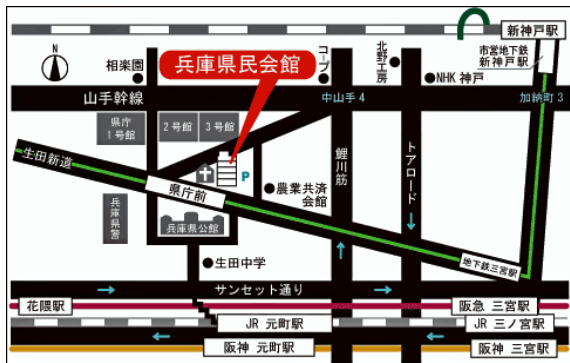 新神戸駅
市営地下鉄
新神戸駅
N
相楽園
兵庫県民会館
コープ
北野工房
NHK 神戸
山手幹線
中山手4
加納町3
県庁
1号館
2号館
3号館
生田新道
P
県庁前
農業共済
会館
鯉川筋
トアロード
兵庫県警
兵庫県公館
生田中学
地下鉄三宮駅
サンセット通り
花隈駅
阪急 三宮駅
JR 元町駅
JR 三ノ宮駅
阪神 元町駅
阪神 三宮駅